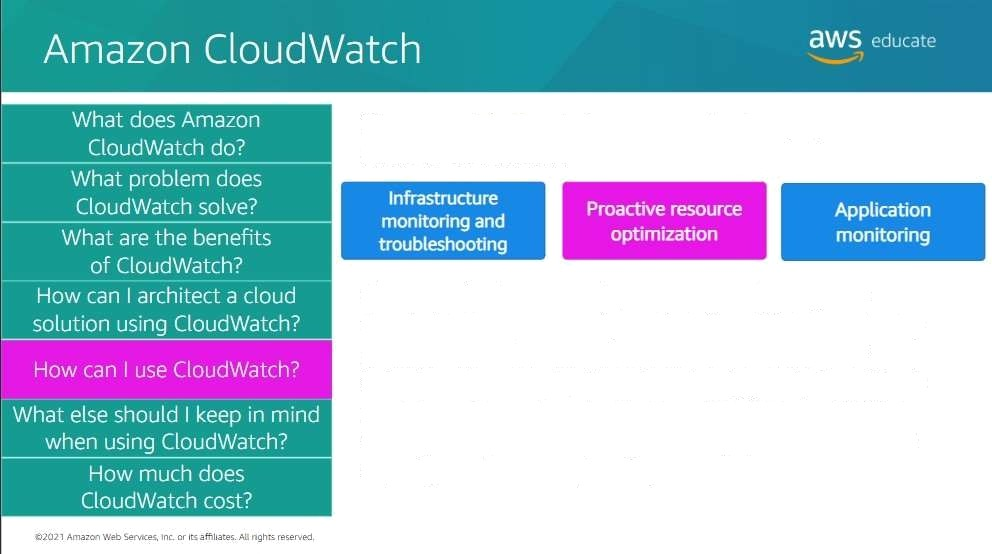 Amazon CloudWatch
aws educate
What does Amazon
CloudWatch do?
What problem does
CloudWatch solve?
What are the benefits
of CloudWatch?
How can I architect a cloud
solution using CloudWatch?
How can I use CloudWatch?
What else should I keep in mind
when using CloudWatch?
How much does
CloudWatch cost?
Infrastructure
monitoring and
troubleshooting
Proactive resource
optimization
Application
monitoring
©2021 Amazon Web Services, Inc. or its affiliates. All rights reserved.